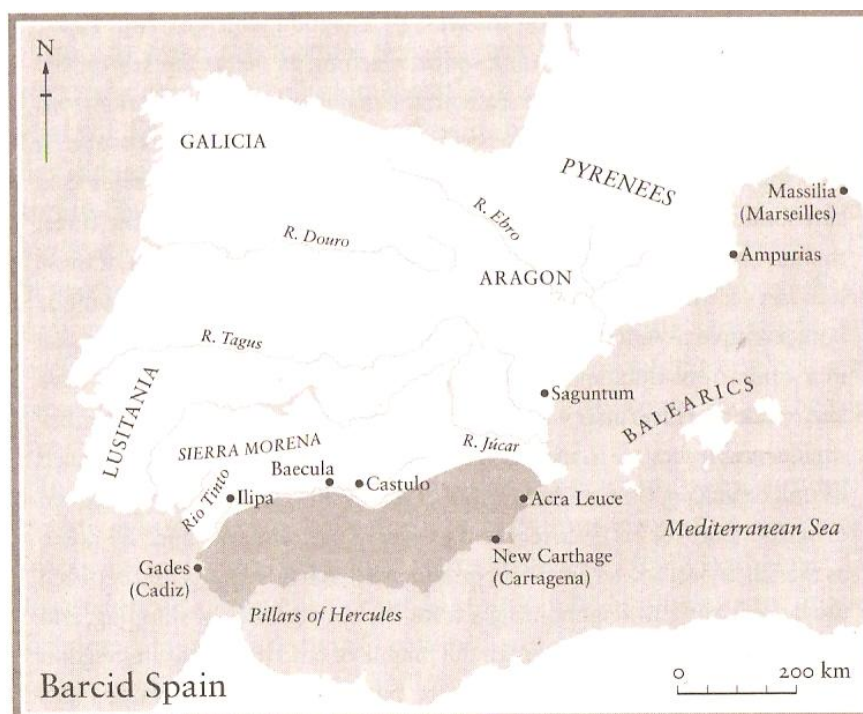 N
GALICIA
PYRENEES
Massilia
(Marseilles)
R. Ebro
R. Douro
Ampurias
ARAGON
R. Tagus
LUSITANIA
Saguntum
BALEARICS
SIERRA MORENA
R. Júcar
Baecula
Castulo
Rio Tinto
Ilipa
Acra Leuce
Mediterranean Sea
New Carthage
(Cartagena)
Gades
(Cadiz)
Pillars of Hercules
Barcid Spain
0 200 km